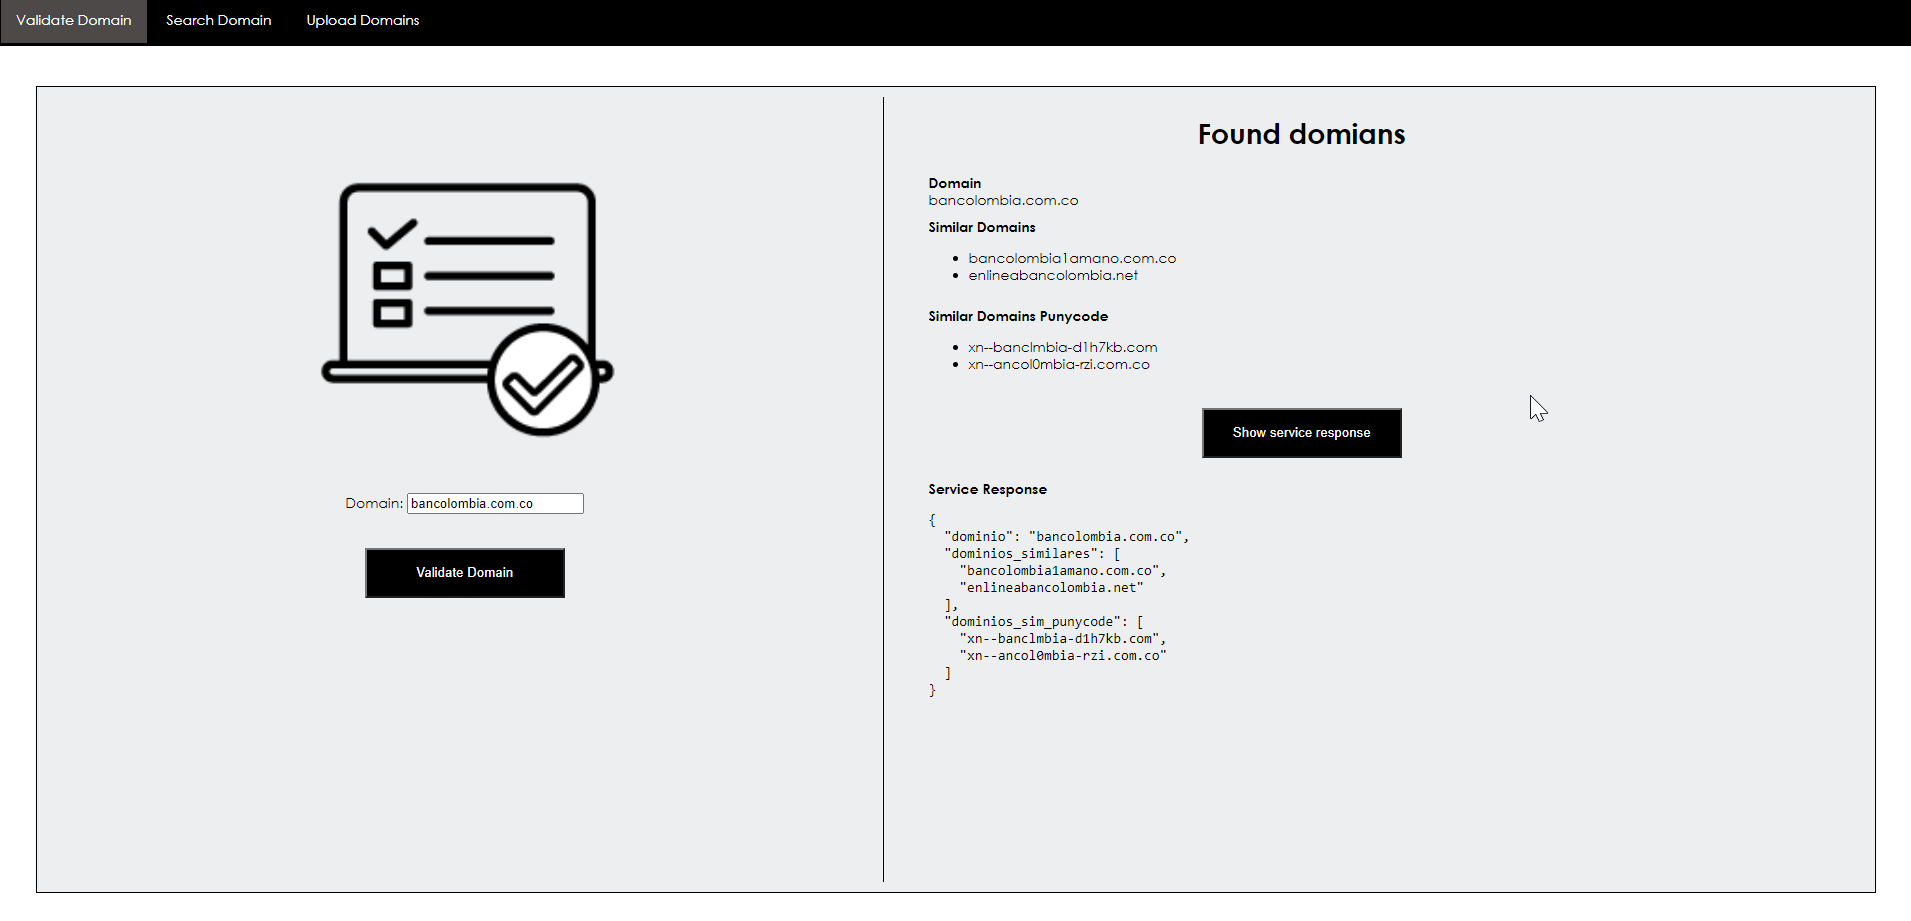 Validate Domain
Search Domain
Upload Domains
Domain: bancolombia.com.co
Validate Domain
Found domians
Domain
bancolombia.com.co
Similar Domains
bancolombia1amano.com.co
enlineabancolombia.net
Similar Domains Punycode
xn--banclmbia-d1h7kb.com
xn--ancol0mbia-rzi.com.co
Show service response
Service Response
{
  "dominio": "bancolombia.com.co",
  "dominios_similares": [
    "bancolombia1amano.com.co",
    "enlineabancolombia.net"
  ],
  "dominios_sim_punycode": [
    "xn--banclmbia-d1h7kb.com",
    "xn--ancol0mbia-rzi.com.co"
  ]
}